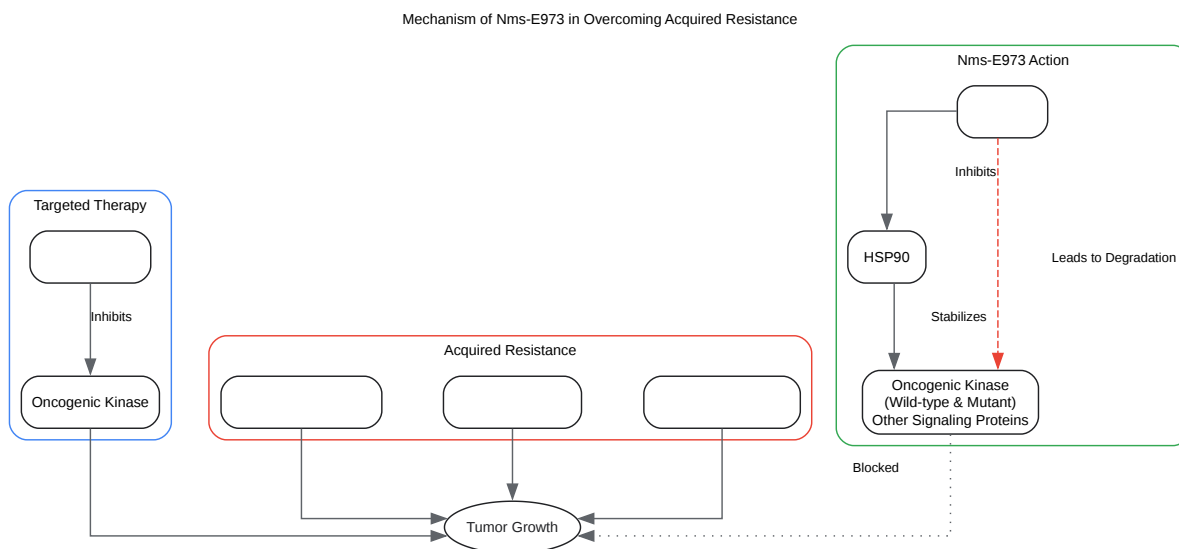 Mechanism of Nms-E973 in Overcoming Acquired Resistance
Nms-E973 Action
Inhibits
HSP90
Leads to Degradation
Stabilizes
Oncogenic Kinase
(Wild-type & Mutant)
Other Signaling Proteins
Targeted Therapy
Inhibits
Oncogenic Kinase
Acquired Resistance
Blocked
Tumor Growth